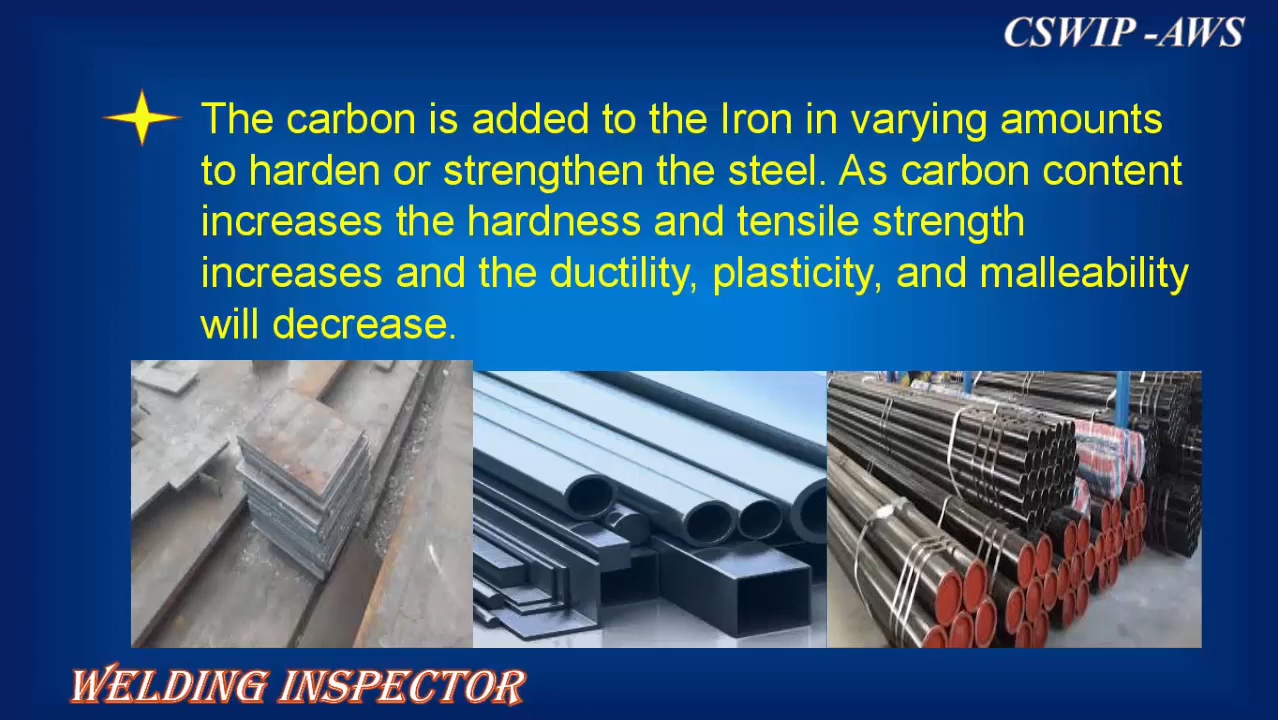 CSWIP -AWS
The carbon is added to the Iron in varying amounts
to harden or strengthen the steel. As carbon content
increases the hardness and tensile strength
increases and the ductility, plasticity, and malleability
will decrease.
WELDING INSPECTOR